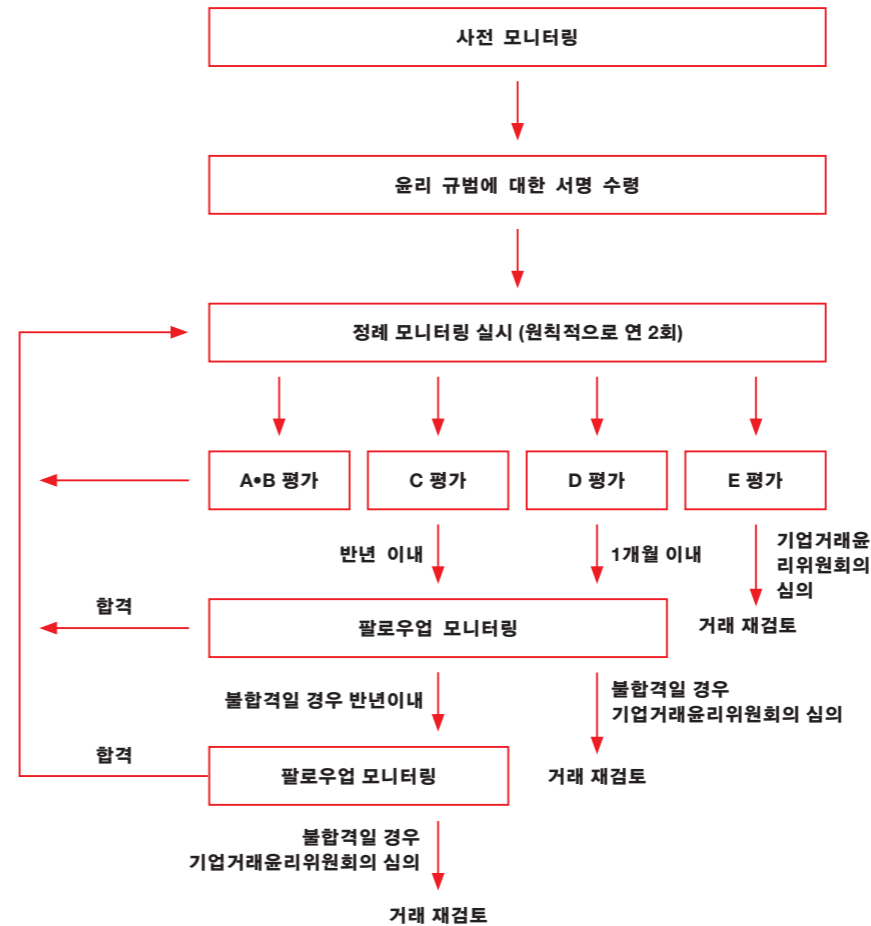 사전 모니터링
윤리 규범에 대한 서명 수령
정례 모니터링 실시 (원칙적으로 연 2회)
A•B 평가
C 평가
D 평가
E 평가
반년 이내
1개월 이내
기업거래윤
리위원회의
심의
거래 재검토
합격
팔로우업 모니터링
불합격일 경우 반년이내
불합격일 경우
기업거래윤리위원회의 심의
거래 재검토
합격
팔로우업 모니터링
불합격일 경우
기업거래윤리위원회의 심의
거래 재검토